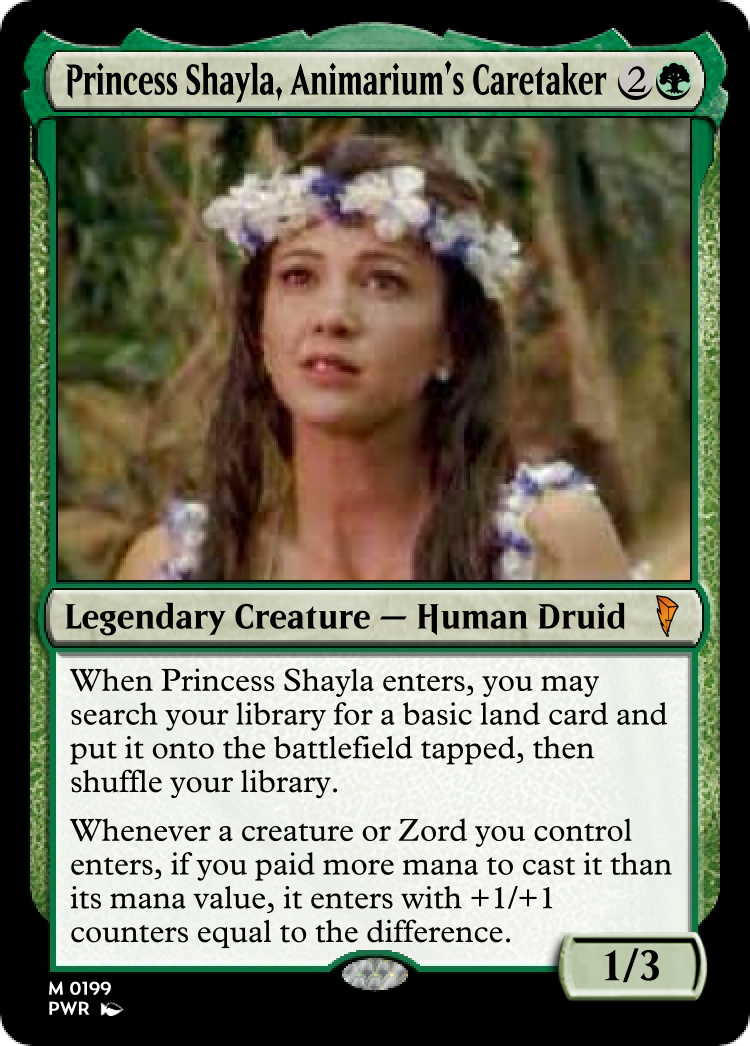 Princess Shayla, Animarium's Caretaker 2
Legendary Creature — Human Druid
When Princess Shayla enters, you may
search your library for a basic land card and
put it onto the battlefield tapped, then
shuffle your library.
Whenever a creature or Zord you control
enters, if you paid more mana to cast it than
its mana value, it enters with +1/+1
counters equal to the difference.
1/3
M 0199
PWR